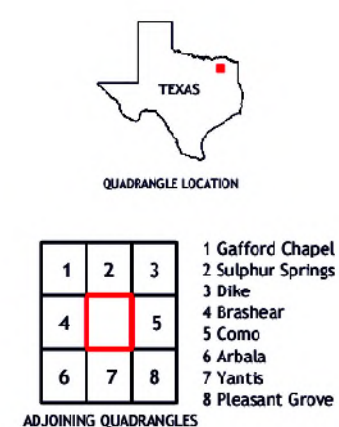 TEXAS
QUADRANGLE LOCATION
1 2 3
4 5
6 7 8
1 Gafford Chapel
2 Sulphur Springs
3 Dike
4 Brashear
5 Como
6 Arbala
7 Yantis
8 Pleasant Grove
ADJOINING QUADRANGLES